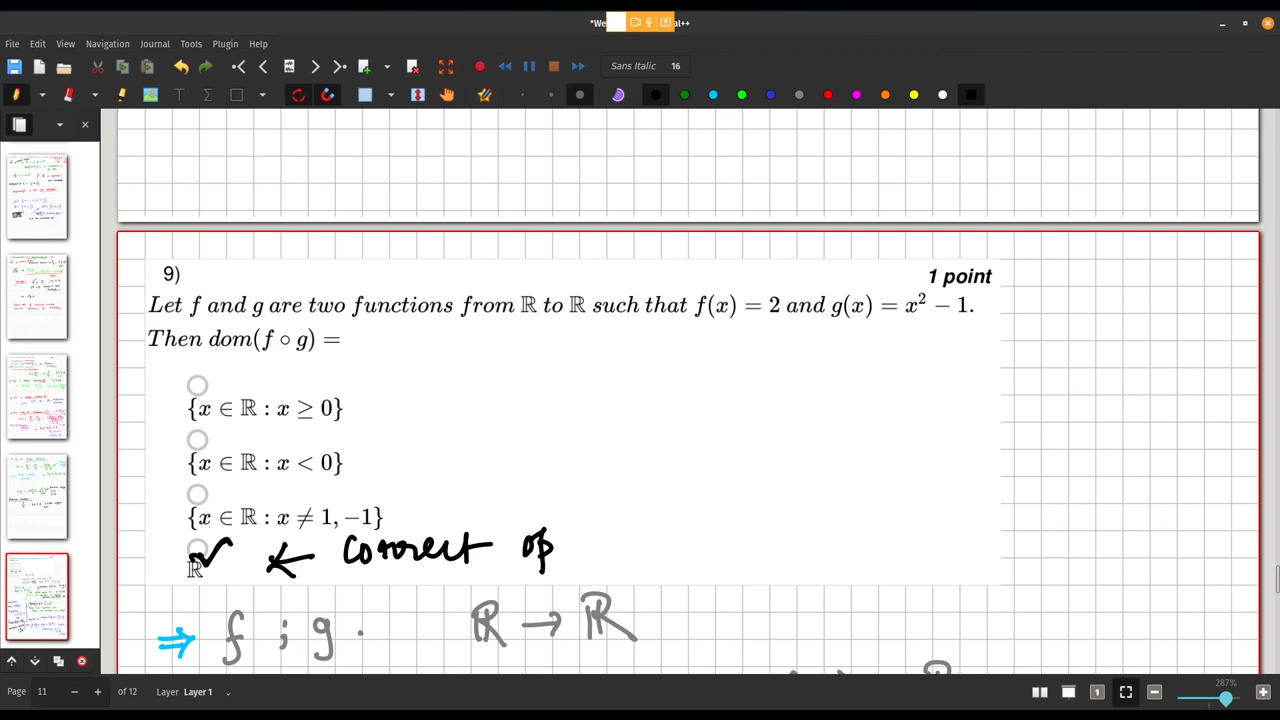 *We al++
File Edit View Navigation Journal Tools Plugin Help
Sans Italic 16
9) 1 point
Let f and g are two functions from ℝ to ℝ such that f(x) = 2 and g(x) = x² − 1.
Then dom(f ∘ g) =
{x ∈ ℝ : x ≥ 0}
{x ∈ ℝ : x < 0}
{x ∈ ℝ : x ≠ 1, −1}
ℝ ✓ ← correct op
⇒ f ; g . ℝ → ℝ
Page 11 − + of 12 Layer Layer 1
287%